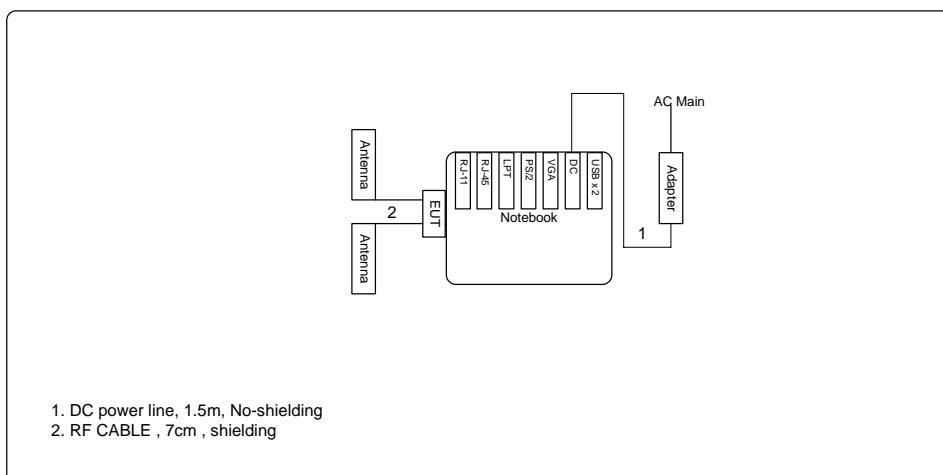 AC Main
Antenna
RJ-11
RJ-45
LPT
PS/2
VGA
DC
USB x 2
Adapter
EUT
2
Notebook
1
Antenna
1. DC power line, 1.5m, No-shielding
2. RF CABLE , 7cm , shielding